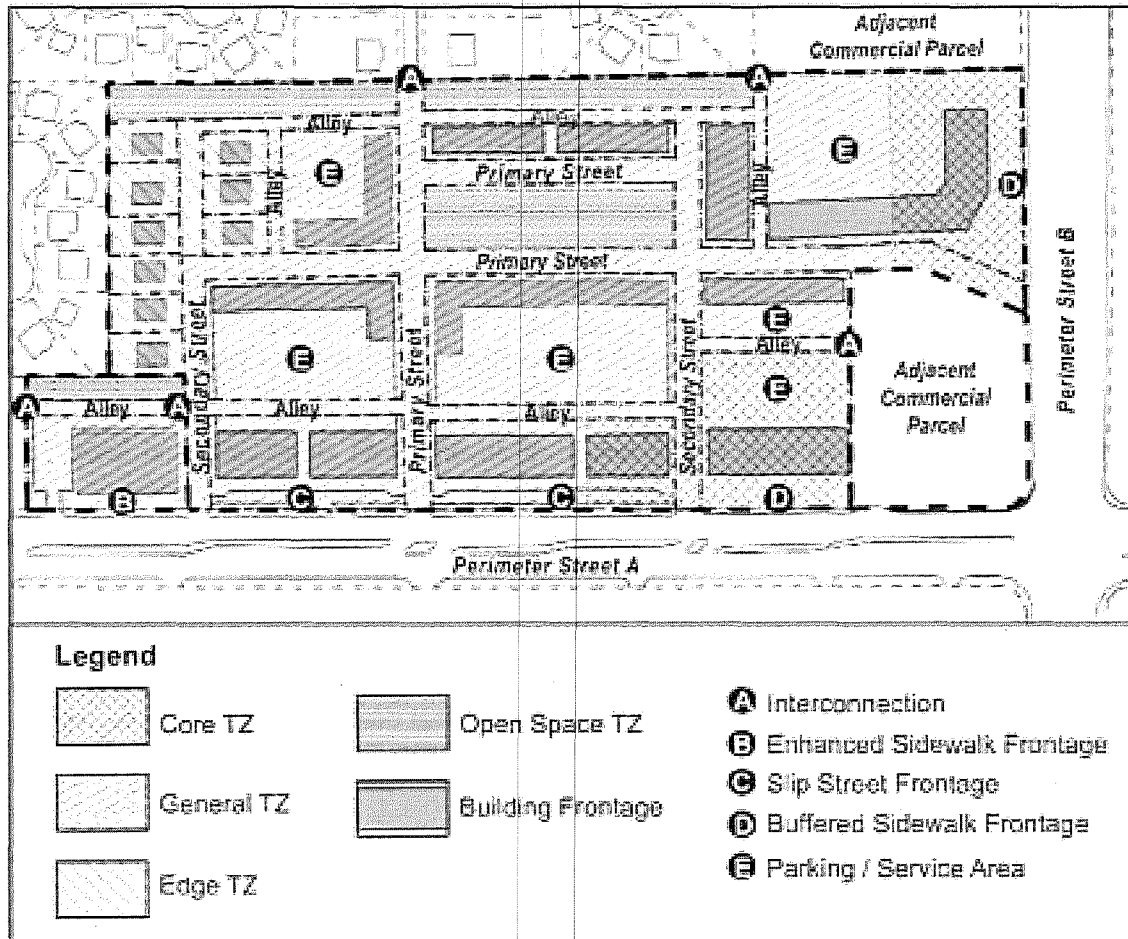 Adjacent
Commercial Parcel
A
A
Alley
Alley
E
Primary Street
E
Alley
Alley
D
Primary Street
Secondary Street
Primary Street
Secondary Street
Perimeter Street B
E
E
E
Alley
A
E
Adjacent
Commercial
Parcel
A
Alley
A
Alley
Alley
B
C
C
D
Perimeter Street A
Legend
Core TZ
General TZ
Edge TZ
Open Space TZ
Building Frontage
A Interconnection
B Enhanced Sidewalk Frontage
C Slip Street Frontage
D Buffered Sidewalk Frontage
E Parking / Service Area